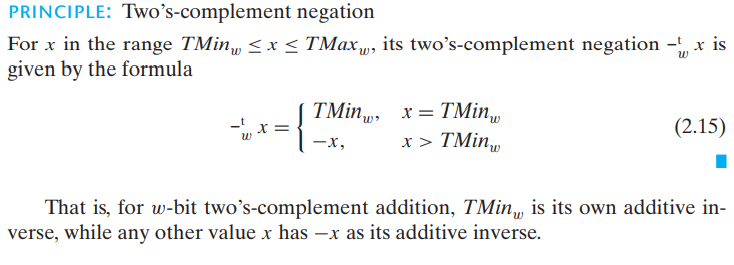 PRINCIPLE: Two’s-complement negation
For x in the range TMin_w ≤ x ≤ TMax_w, its two’s-complement negation -^t_w x is
given by the formula
-^t_w x = { TMin_w, x = TMin_w
−x, x > TMin_w
(2.15)
That is, for w-bit two’s-complement addition, TMin_w is its own additive in-
verse, while any other value x has −x as its additive inverse.